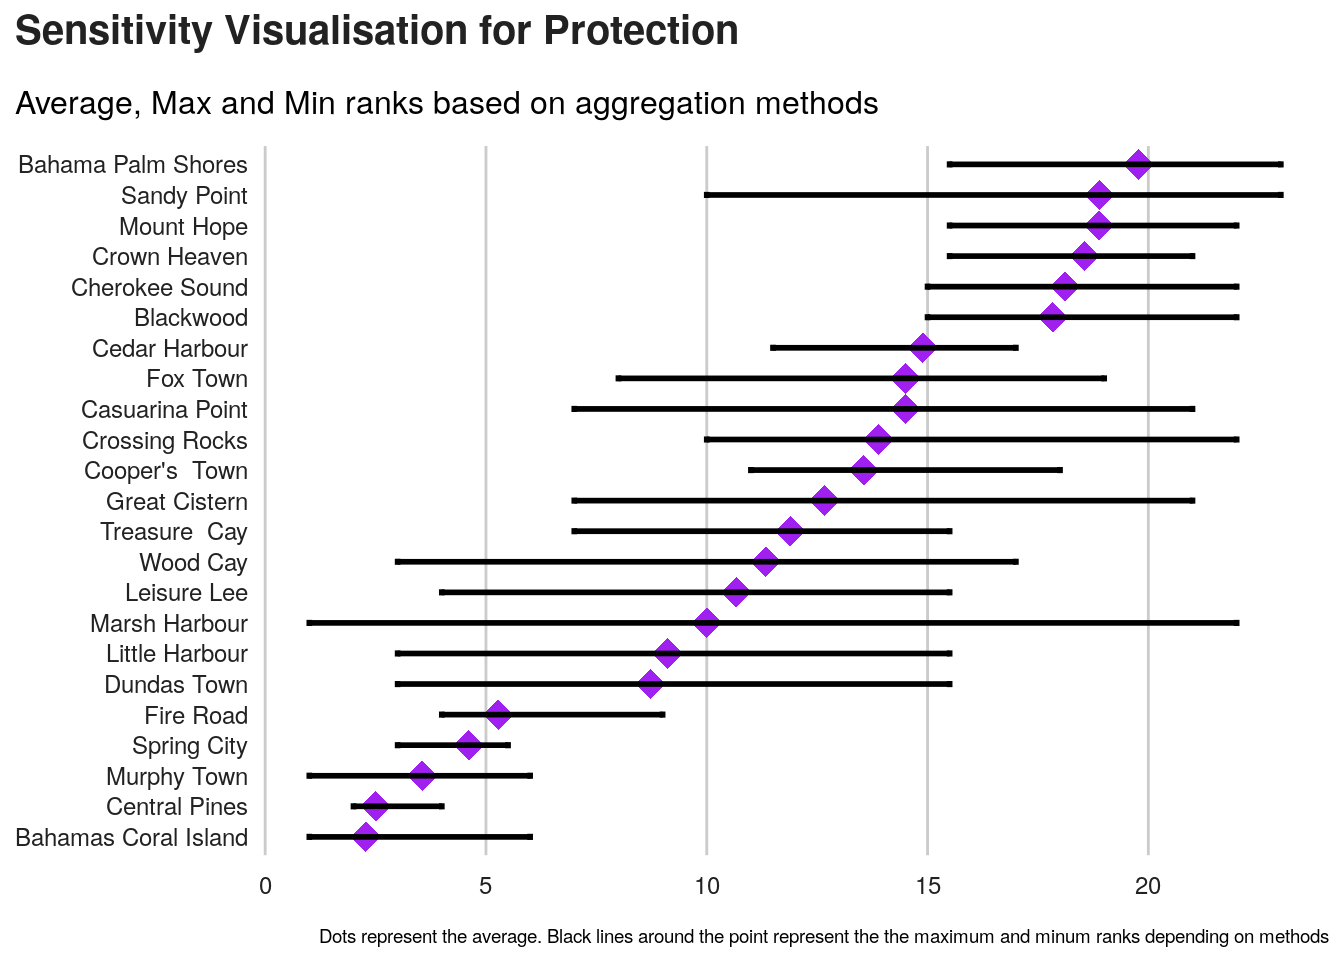 Sensitivity Visualisation for Protection
Average, Max and Min ranks based on aggregation methods
Bahama Palm Shores
Sandy Point
Mount Hope
Crown Heaven
Cherokee Sound
Blackwood
Cedar Harbour
Fox Town
Casuarina Point
Crossing Rocks
Cooper's  Town
Great Cistern
Treasure  Cay
Wood Cay
Leisure Lee
Marsh Harbour
Little Harbour
Dundas Town
Fire Road
Spring City
Murphy Town
Central Pines
Bahamas Coral Island
0 5 10 15 20
Dots represent the average. Black lines around the point represent the the maximum and minum ranks depending on methods